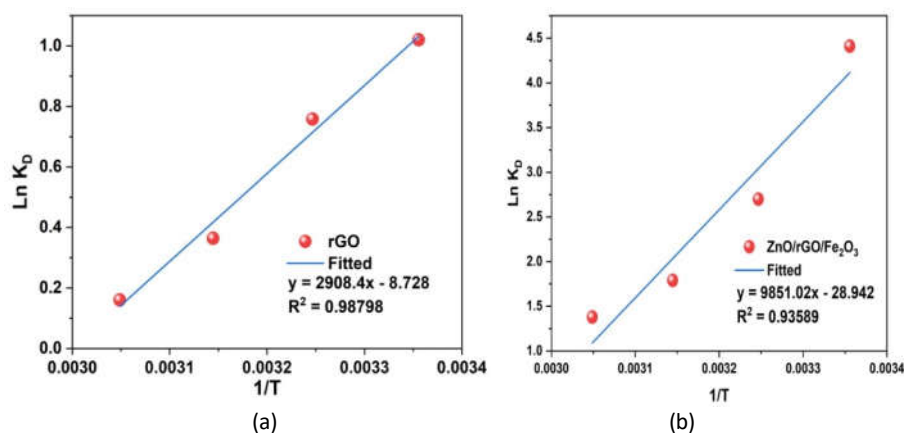 1.0
0.8
0.6
0.4
0.2
0.0
Ln K_D
rGO
Fitted
y = 2908.4x - 8.728
R² = 0.98798
0.0030 0.0031 0.0032 0.0033 0.0034
1/T
(a)
4.5
4.0
3.5
3.0
2.5
2.0
1.5
1.0
Ln K_D
ZnO/rGO/Fe₂O₃
Fitted
y = 9851.02x - 28.942
R² = 0.93589
0.0030 0.0031 0.0032 0.0033 0.0034
1/T
(b)